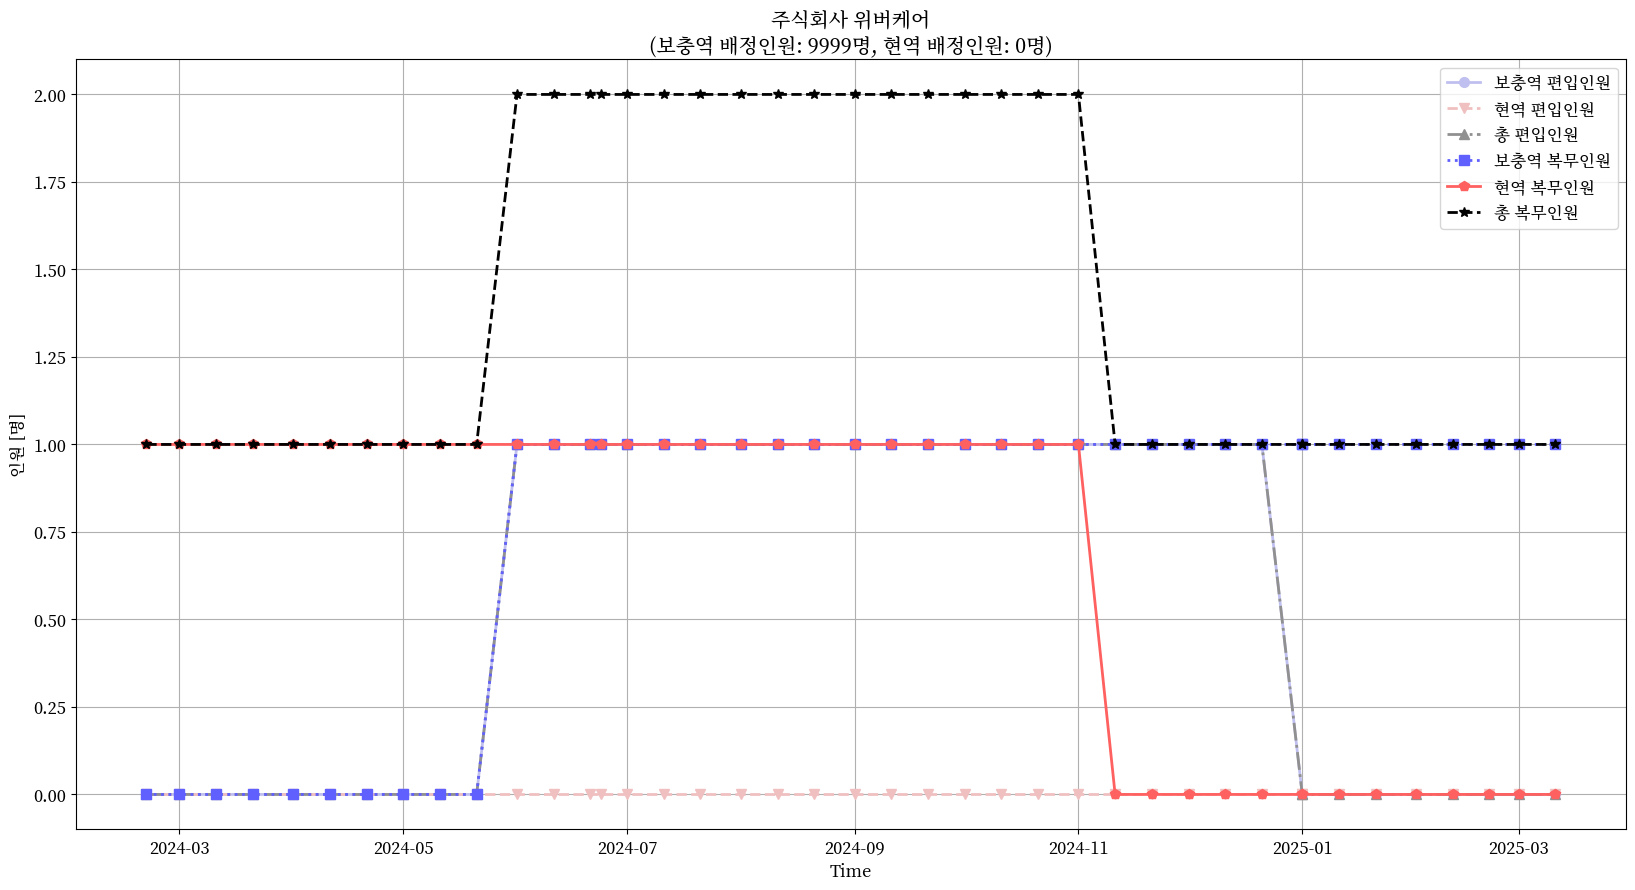 주식회사 위버케어
(보충역 배정인원: 9999명, 현역 배정인원: 0명)
보충역 편입인원
현역 편입인원
총 편입인원
보충역 복무인원
현역 복무인원
총 복무인원
인원 [명]
2.00
1.75
1.50
1.25
1.00
0.75
0.50
0.25
0.00
2024-03
2024-05
2024-07
2024-09
2024-11
2025-01
2025-03
Time